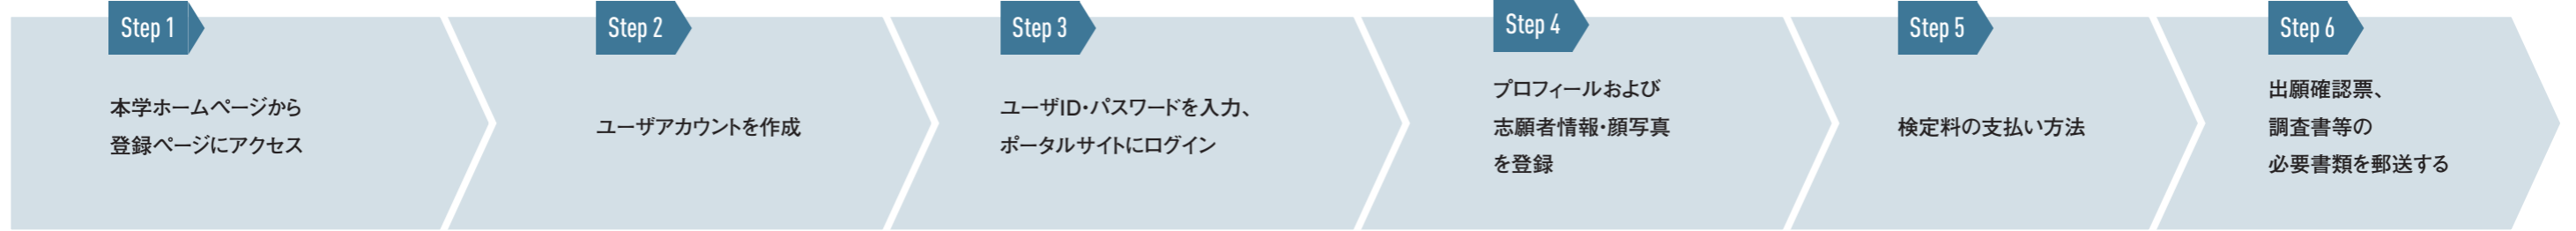 Step 1
本学ホームページから
登録ページにアクセス
Step 2
ユーザアカウントを作成
Step 3
ユーザID・パスワードを入力、
ポータルサイトにログイン
Step 4
プロフィールおよび
志願者情報・顔写真
を登録
Step 5
検定料の支払い方法
Step 6
出願確認票、
調査書等の
必要書類を郵送する